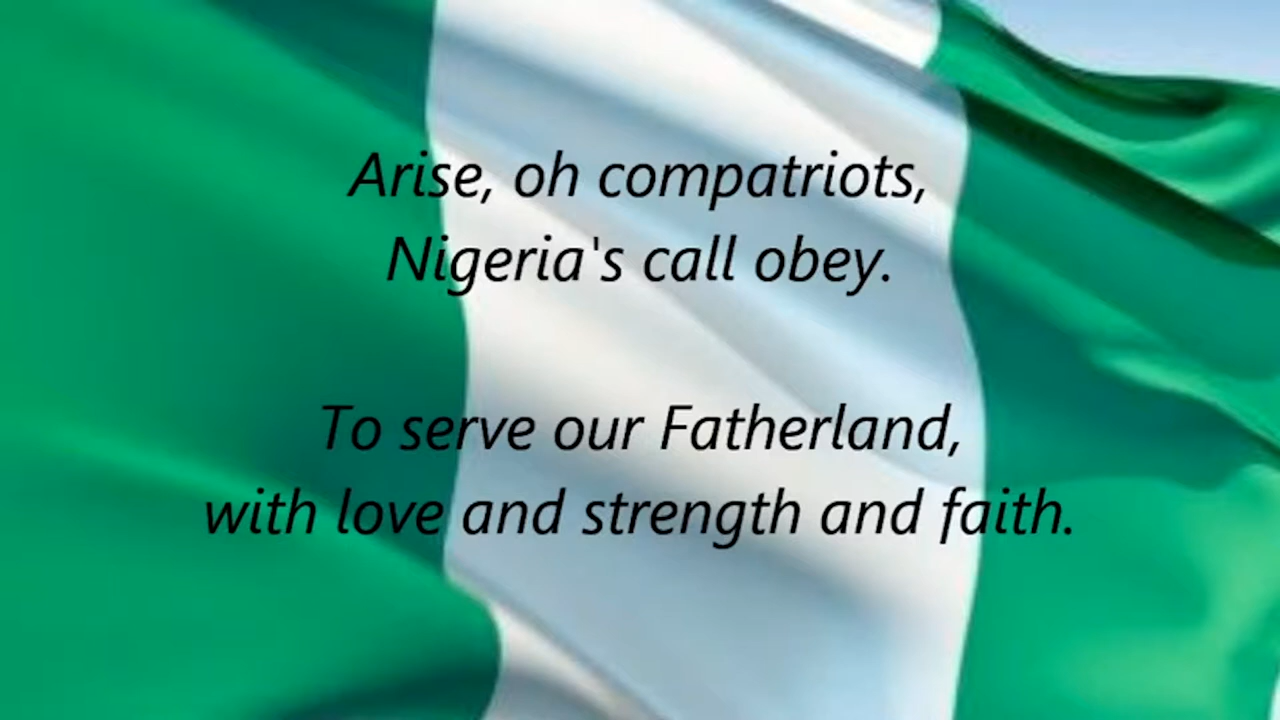 Arise, oh compatriots,
Nigeria's call obey.
To serve our Fatherland,
with love and strength and faith.